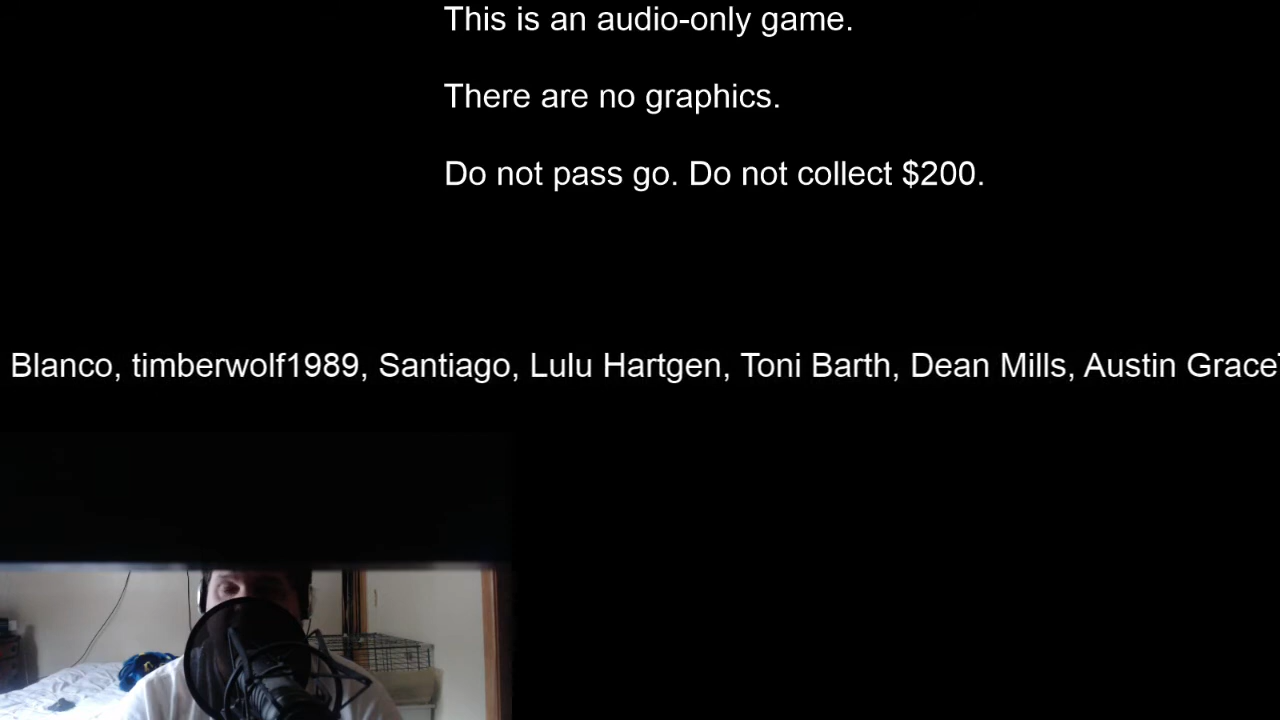 This is an audio-only game.
There are no graphics.
Do not pass go. Do not collect $200.
Blanco, timberwolf1989, Santiago, Lulu Hartgen, Toni Barth, Dean Mills, Austin Grace